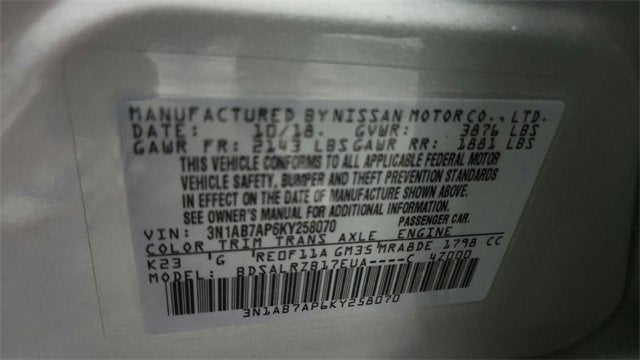 MANUFACTURED BY NISSAN MOTOR CO., LTD.
DATE: 10/18. GVWR: 3876 LBS
GAWR FR: 2143 LBS GAWR RR: 1881 LBS
THIS VEHICLE CONFORMS TO ALL APPLICABLE FEDERAL MOTOR
VEHICLE SAFETY, BUMPER AND THEFT PREVENTION STANDARDS
IN EFFECT ON THE DATE OF MANUFACTURE SHOWN ABOVE.
SEE OWNER'S MANUAL FOR ADDITIONAL INFORMATION.
VIN: 3N1AB7AP6KY258070 PASSENGER CAR.
COLOR TRIM TRANS AXLE ENGINE
K23 'G 'RE0F11A GM35 'MRA8DE 1798 CC
MODEL: BDSALRZB17EUA----C 4Z000
3N1AB7AP6KY258070